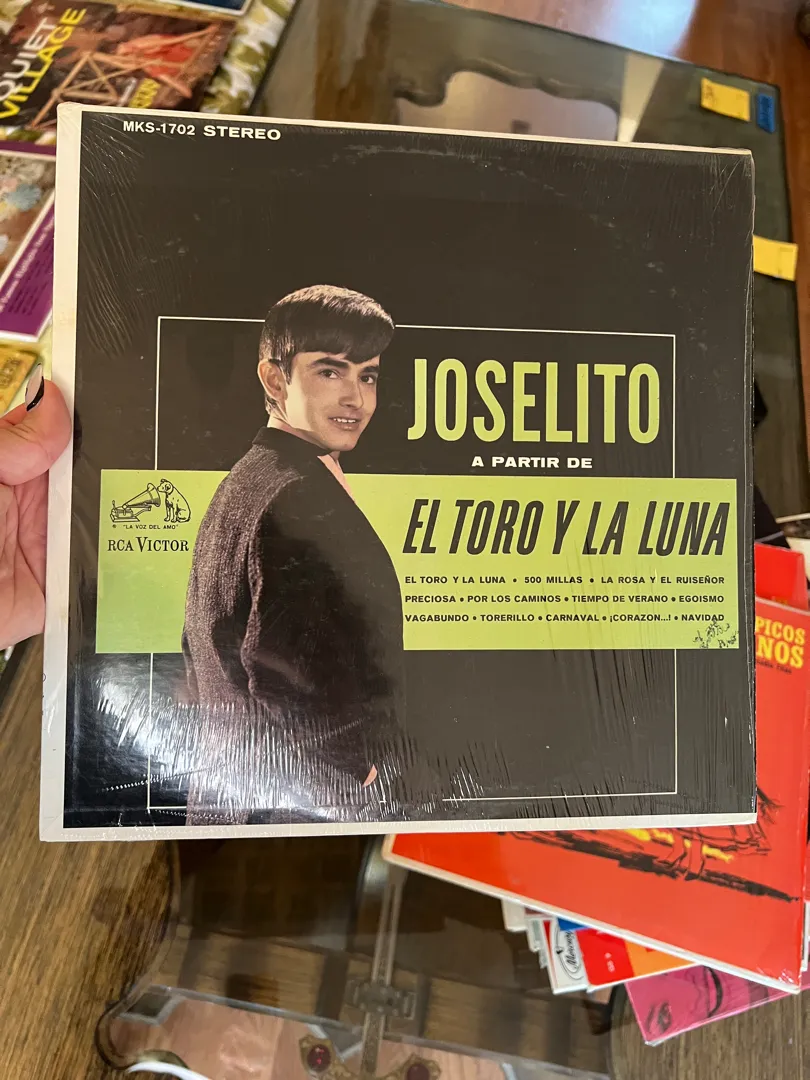 QUIET
VILLAGE
MKS-1702 STEREO
JOSELITO
A PARTIR DE
EL TORO Y LA LUNA
"LA VOZ DEL AMO"
RCA VICTOR
EL TORO Y LA LUNA • 500 MILLAS • LA ROSA Y EL RUISEÑOR
PRECIOSA • POR LOS CAMINOS • TIEMPO DE VERANO • EGOISMO
VAGABUNDO • TORERILLO • CARNAVAL • ¡CORAZON...! • NAVIDAD
PICOS
NOS
Mercury